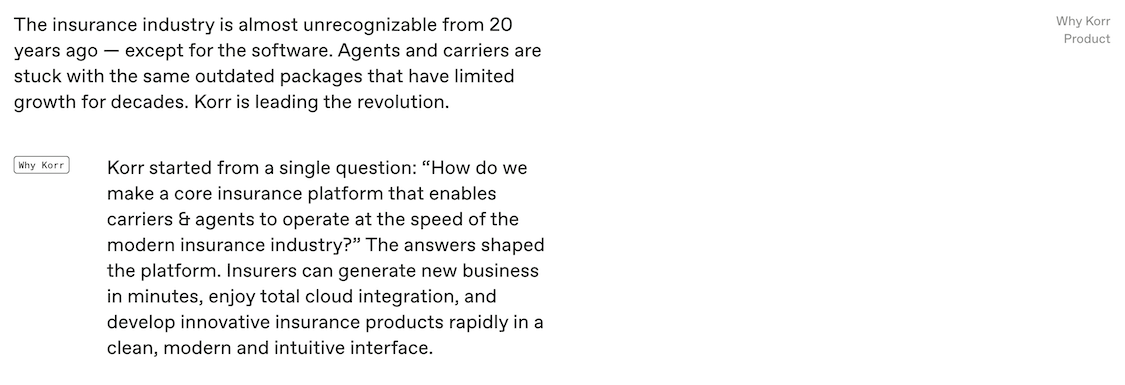 The insurance industry is almost unrecognizable from 20
years ago — except for the software. Agents and carriers are
stuck with the same outdated packages that have limited
growth for decades. Korr is leading the revolution.
Why Korr
Product
Why Korr
Korr started from a single question: “How do we
make a core insurance platform that enables
carriers & agents to operate at the speed of the
modern insurance industry?” The answers shaped
the platform. Insurers can generate new business
in minutes, enjoy total cloud integration, and
develop innovative insurance products rapidly in a
clean, modern and intuitive interface.